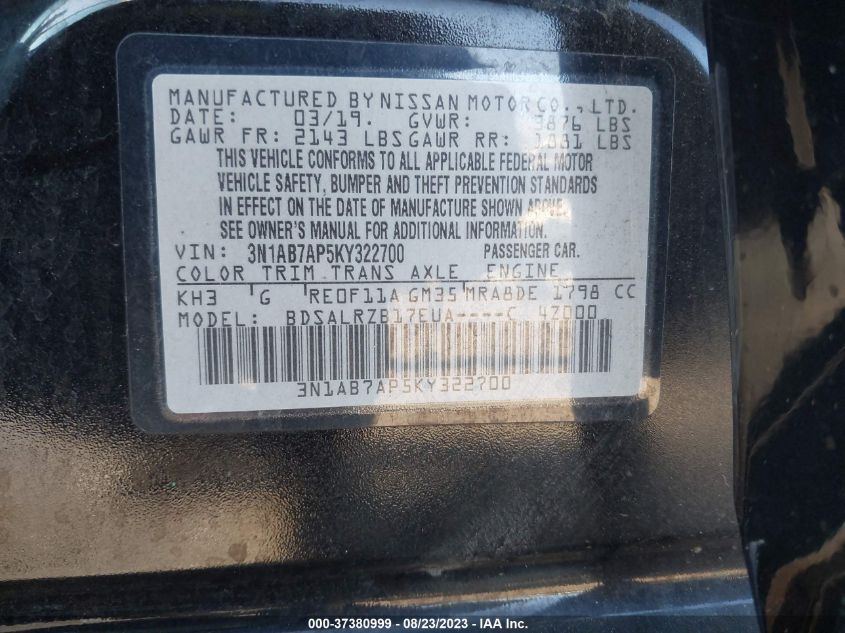 MANUFACTURED BY NISSAN MOTOR CO., LTD.
DATE: 03/19. GVWR: 3876 LBS
GAWR FR: 2143 LBS GAWR RR: LBS
THIS VEHICLE CONFORMS TO ALL APPLICABLE FEDERAL MOTOR
VEHICLE SAFETY, BUMPER AND THEFT PREVENTION STANDARDS
IN EFFECT ON THE DATE OF MANUFACTURE SHOWN ABOVE.
SEE OWNER'S MANUAL FOR ADDITIONAL INFORMATION.
VIN: 3N1AB7AP5KY322700 PASSENGER CAR.
COLOR TRIM TRANS AXLE ENGINE
KH3 G RE0F11A GM35 MRA8DE 1798 CC
MODEL: BDSALRZB17EUA----C 4Z000
3N1AB7AP5KY322700
000-37380999 - 08/23/2023 - IBidSafely.com